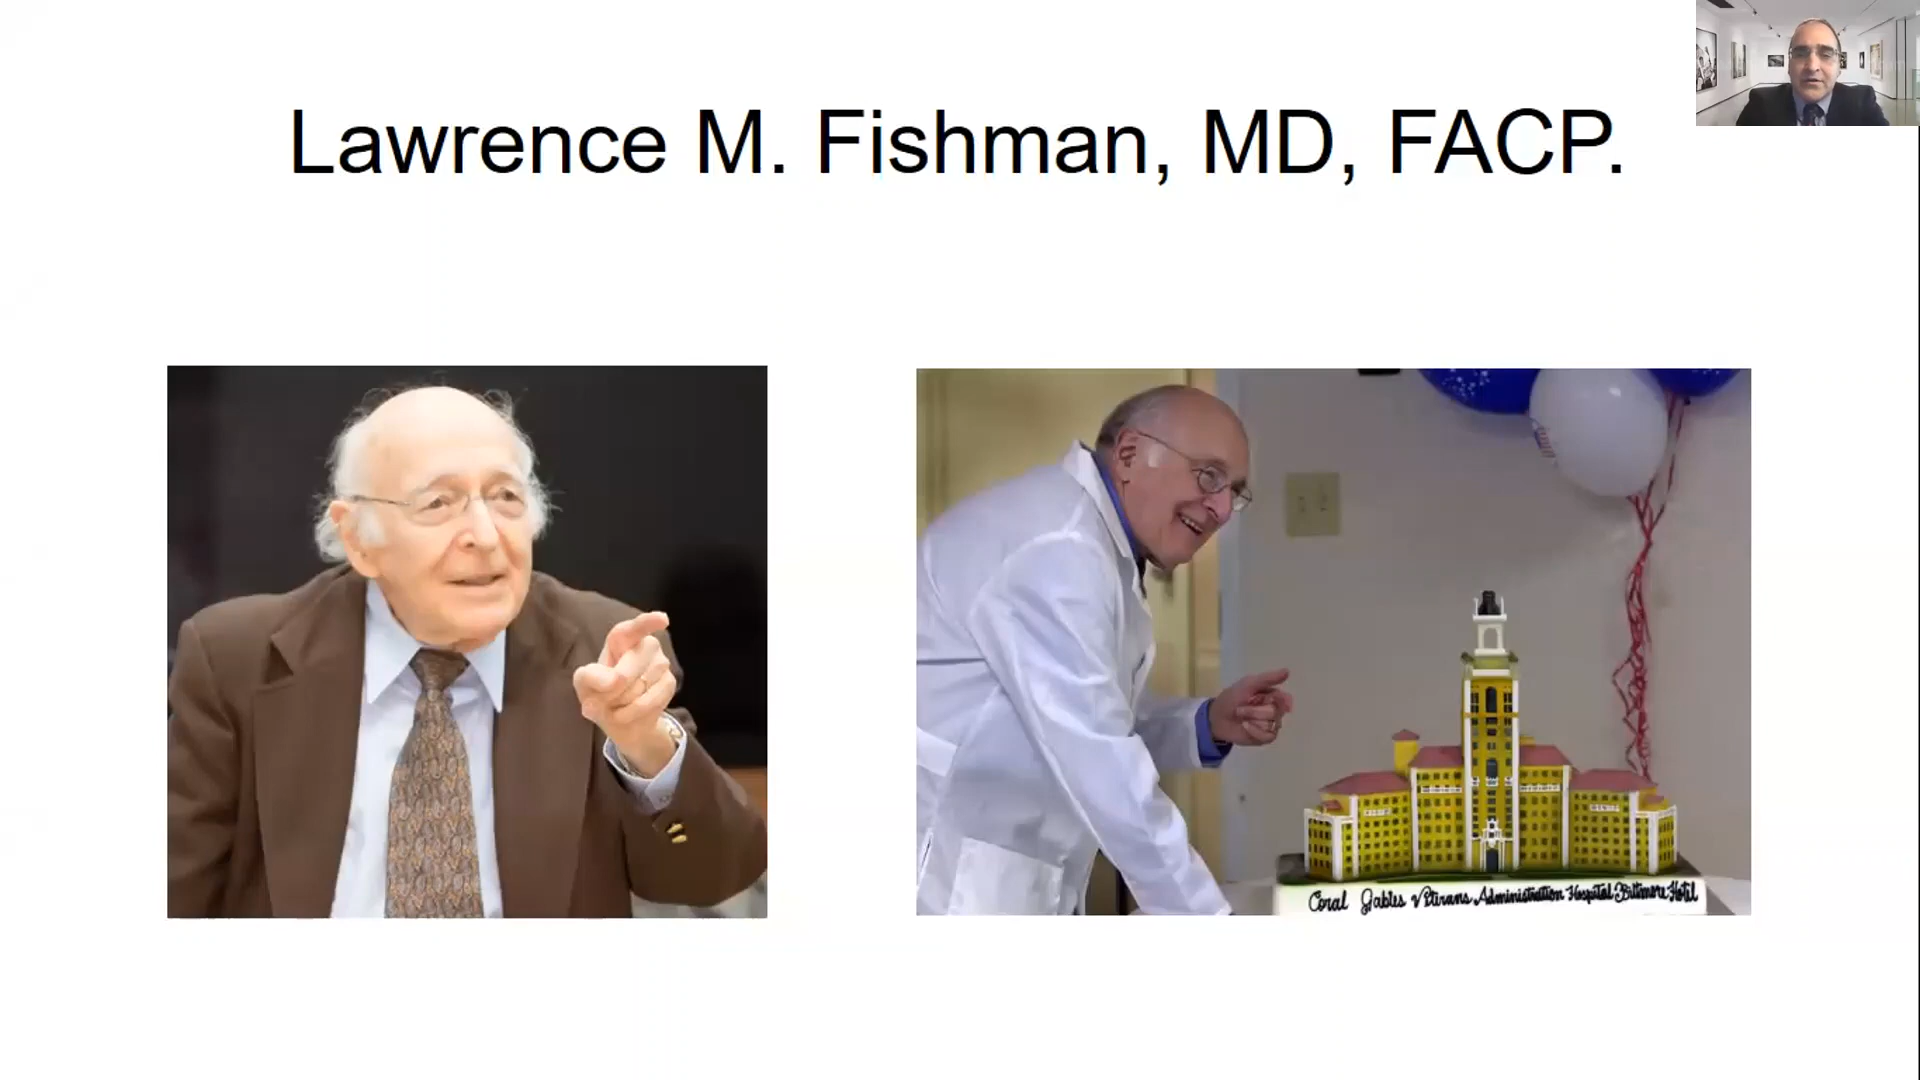 Lawrence M. Fishman, MD, FACP.
Coral Gables Veterans Administration Hospital Biltmore Hotel